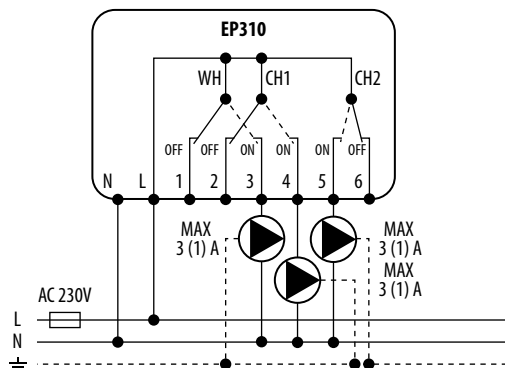 EP310
WH CH1 CH2
OFF OFF ON ON ON OFF
N L 1 2 3 4 5 6
MAX
3 (1) A
MAX
3 (1) A
MAX
3 (1) A
AC 230V
L
N